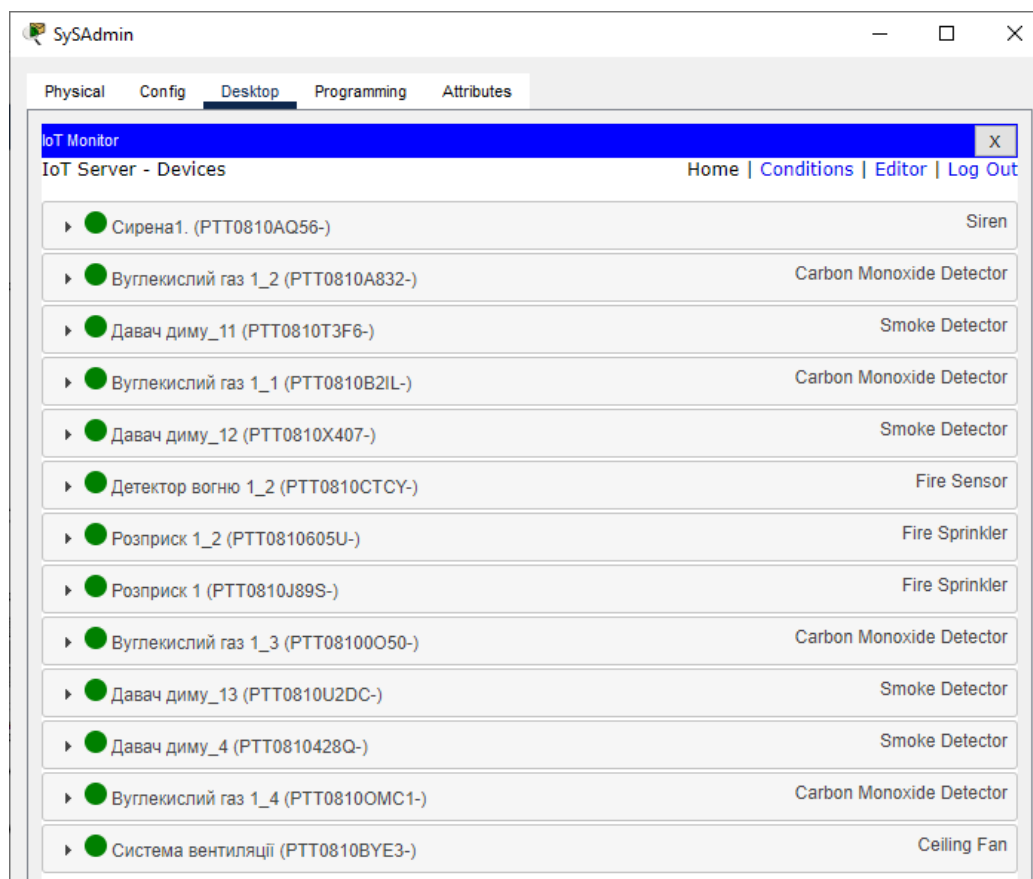 SySAdmin
Physical Config Desktop Programming Attributes
IoT Monitor X
IoT Server - Devices Home | Conditions | Editor | Log Out
Сирена1. (PTT0810AQ56-) Siren
Вуглекислий газ 1_2 (PTT0810A832-) Carbon Monoxide Detector
Давач диму_11 (PTT0810T3F6-) Smoke Detector
Вуглекислий газ 1_1 (PTT0810B2IL-) Carbon Monoxide Detector
Давач диму_12 (PTT0810X407-) Smoke Detector
Детектор вогню 1_2 (PTT0810CTCY-) Fire Sensor
Розприск 1_2 (PTT0810605U-) Fire Sprinkler
Розприск 1 (PTT0810J89S-) Fire Sprinkler
Вуглекислий газ 1_3 (PTT08100O50-) Carbon Monoxide Detector
Давач диму_13 (PTT0810U2DC-) Smoke Detector
Давач диму_4 (PTT0810428Q-) Smoke Detector
Вуглекислий газ 1_4 (PTT0810OMC1-) Carbon Monoxide Detector
Система вентиляції (PTT0810BYE3-) Ceiling Fan